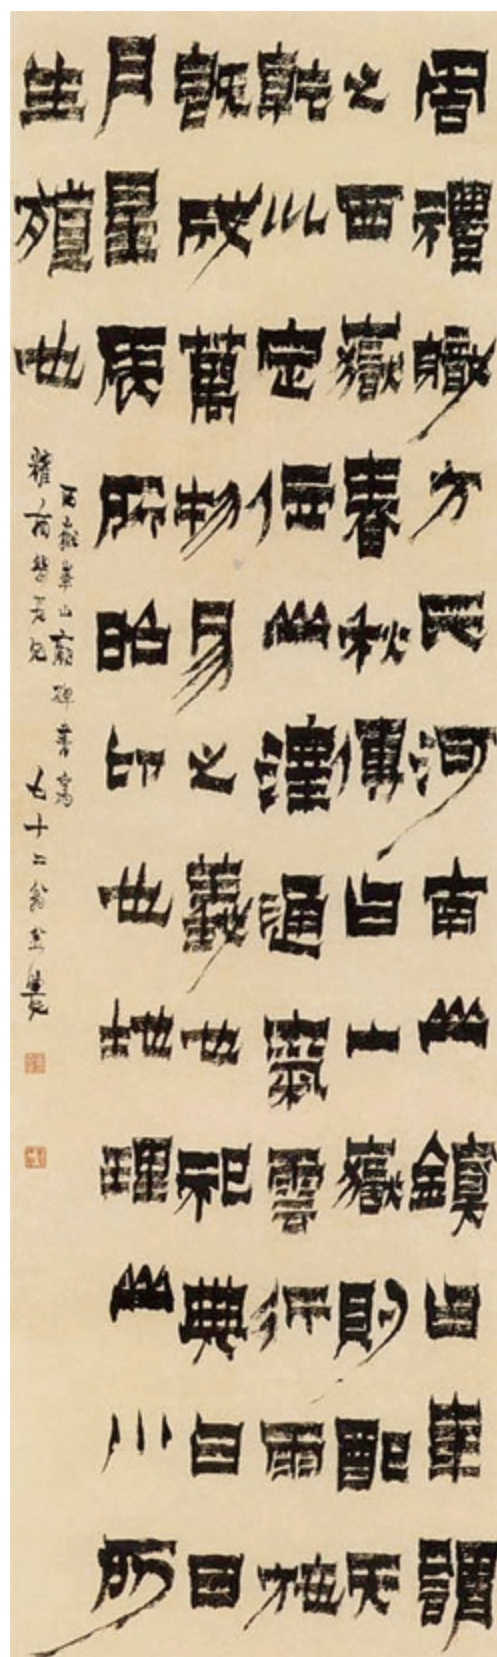 周禮職方氏河南山鎮曰華謂
之西嶽春秋傳曰嶽則配天
乾巛定位山澤通氣雲行雨施
既成萬物易之義也祀典曰日
月星辰所昭卬也地理山川所
生殖也
西嶽華山廟碑書
七十二翁金農